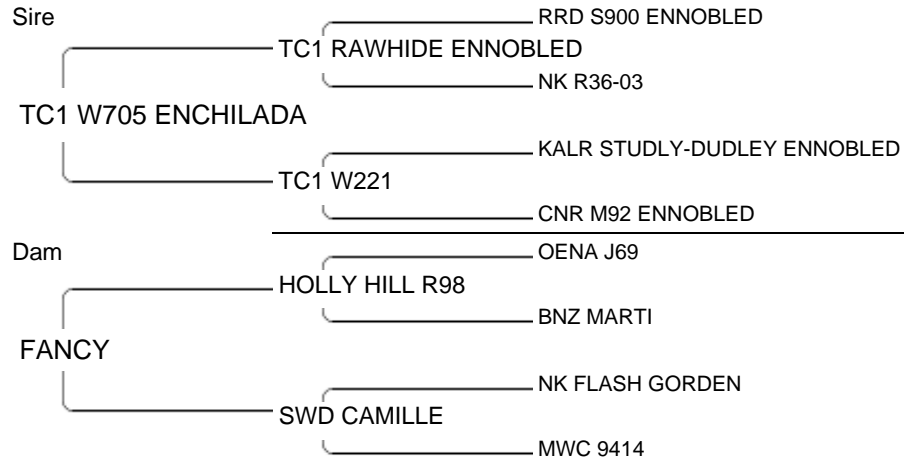 Sire
RRD S900 ENNOBLED
TC1 RAWHIDE ENNOBLED
NK R36-03
TC1 W705 ENCHILADA
KALR STUDLY-DUDLEY ENNOBLED
TC1 W221
CNR M92 ENNOBLED
Dam
OENA J69
HOLLY HILL R98
BNZ MARTI
FANCY
NK FLASH GORDEN
SWD CAMILLE
MWC 9414